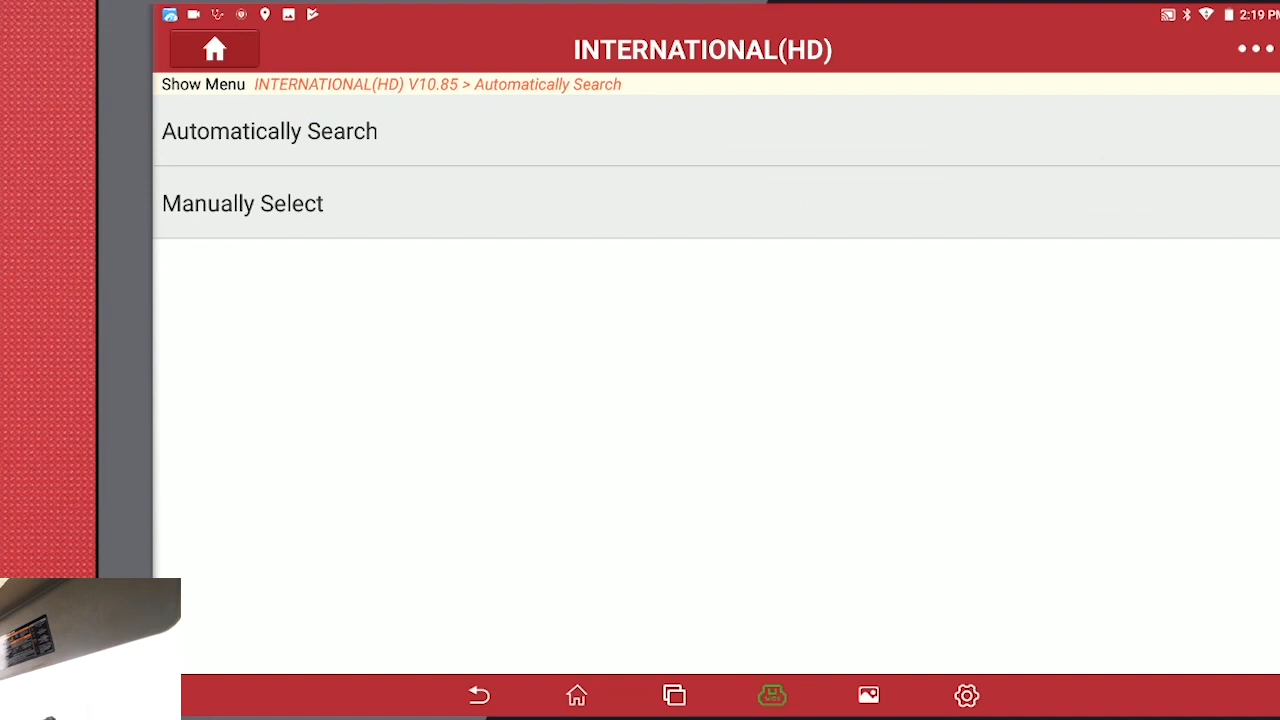 2:19 PM
INTERNATIONAL(HD)
Show Menu INTERNATIONAL(HD) V10.85 > Automatically Search
Automatically Search
Manually Select